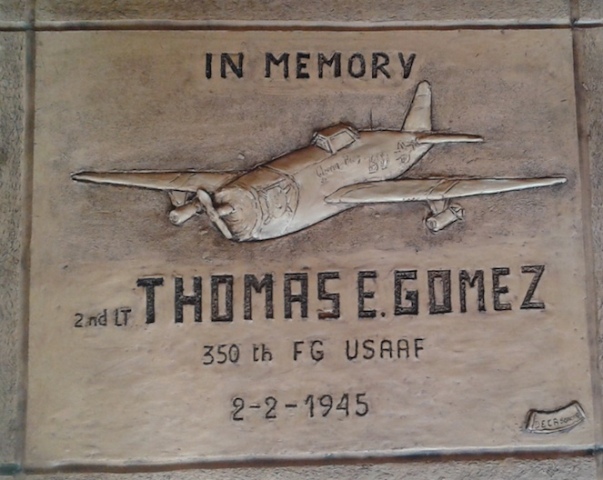 IN MEMORY
2nd LT THOMAS E. GOMEZ
350 th FG USAAF
2-2-1945